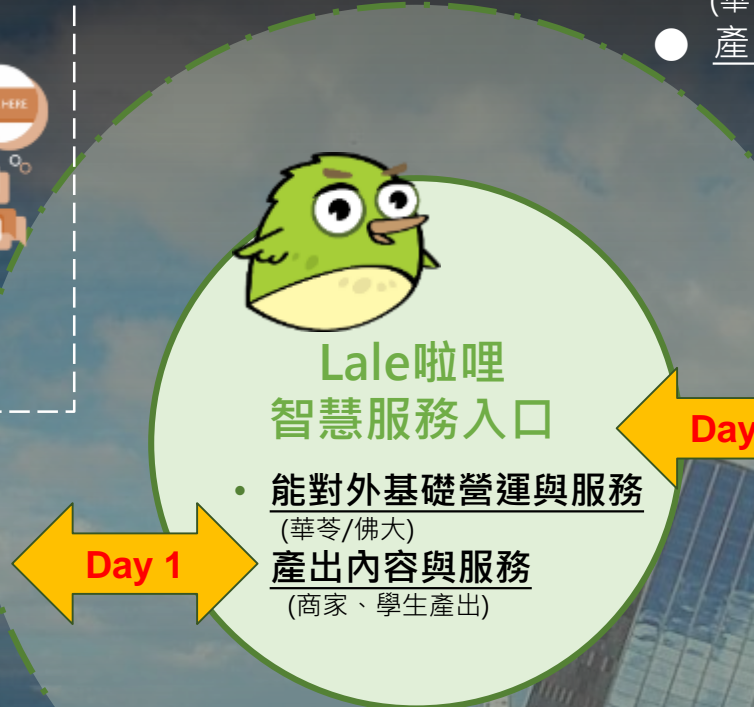 HERE
(華
● 產
Lale啦哩
智慧服務入口
• 能對外基礎營運與服務
(華苓/佛大)
產出內容與服務
(商家、學生產出)
Day 1
Day